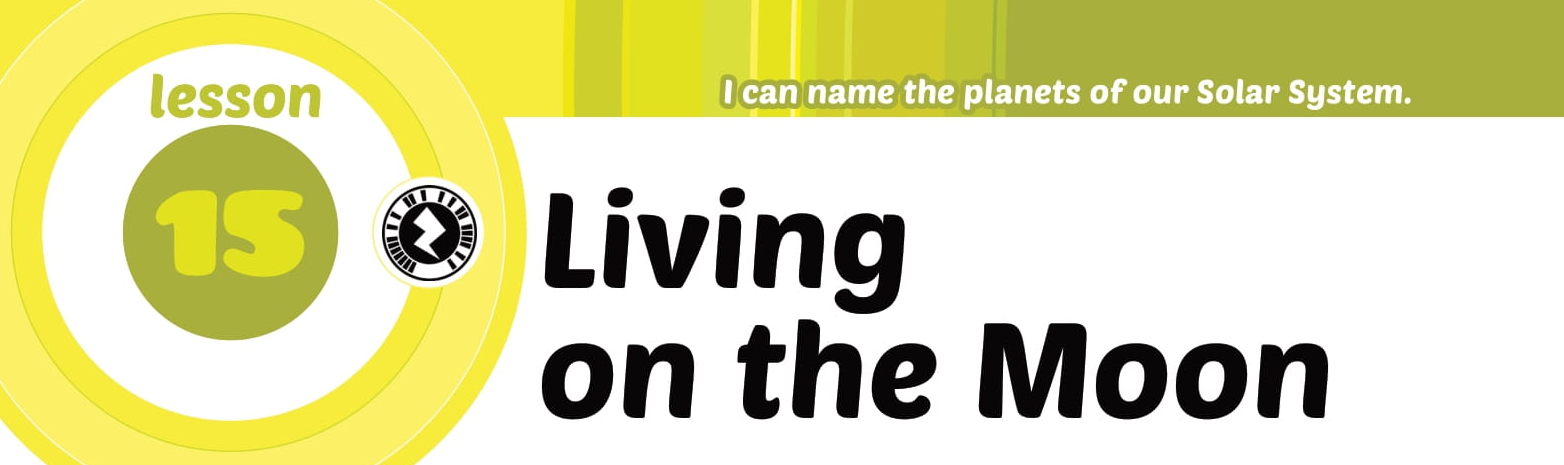 lesson
15
I can name the planets of our Solar System.
Living
on the Moon